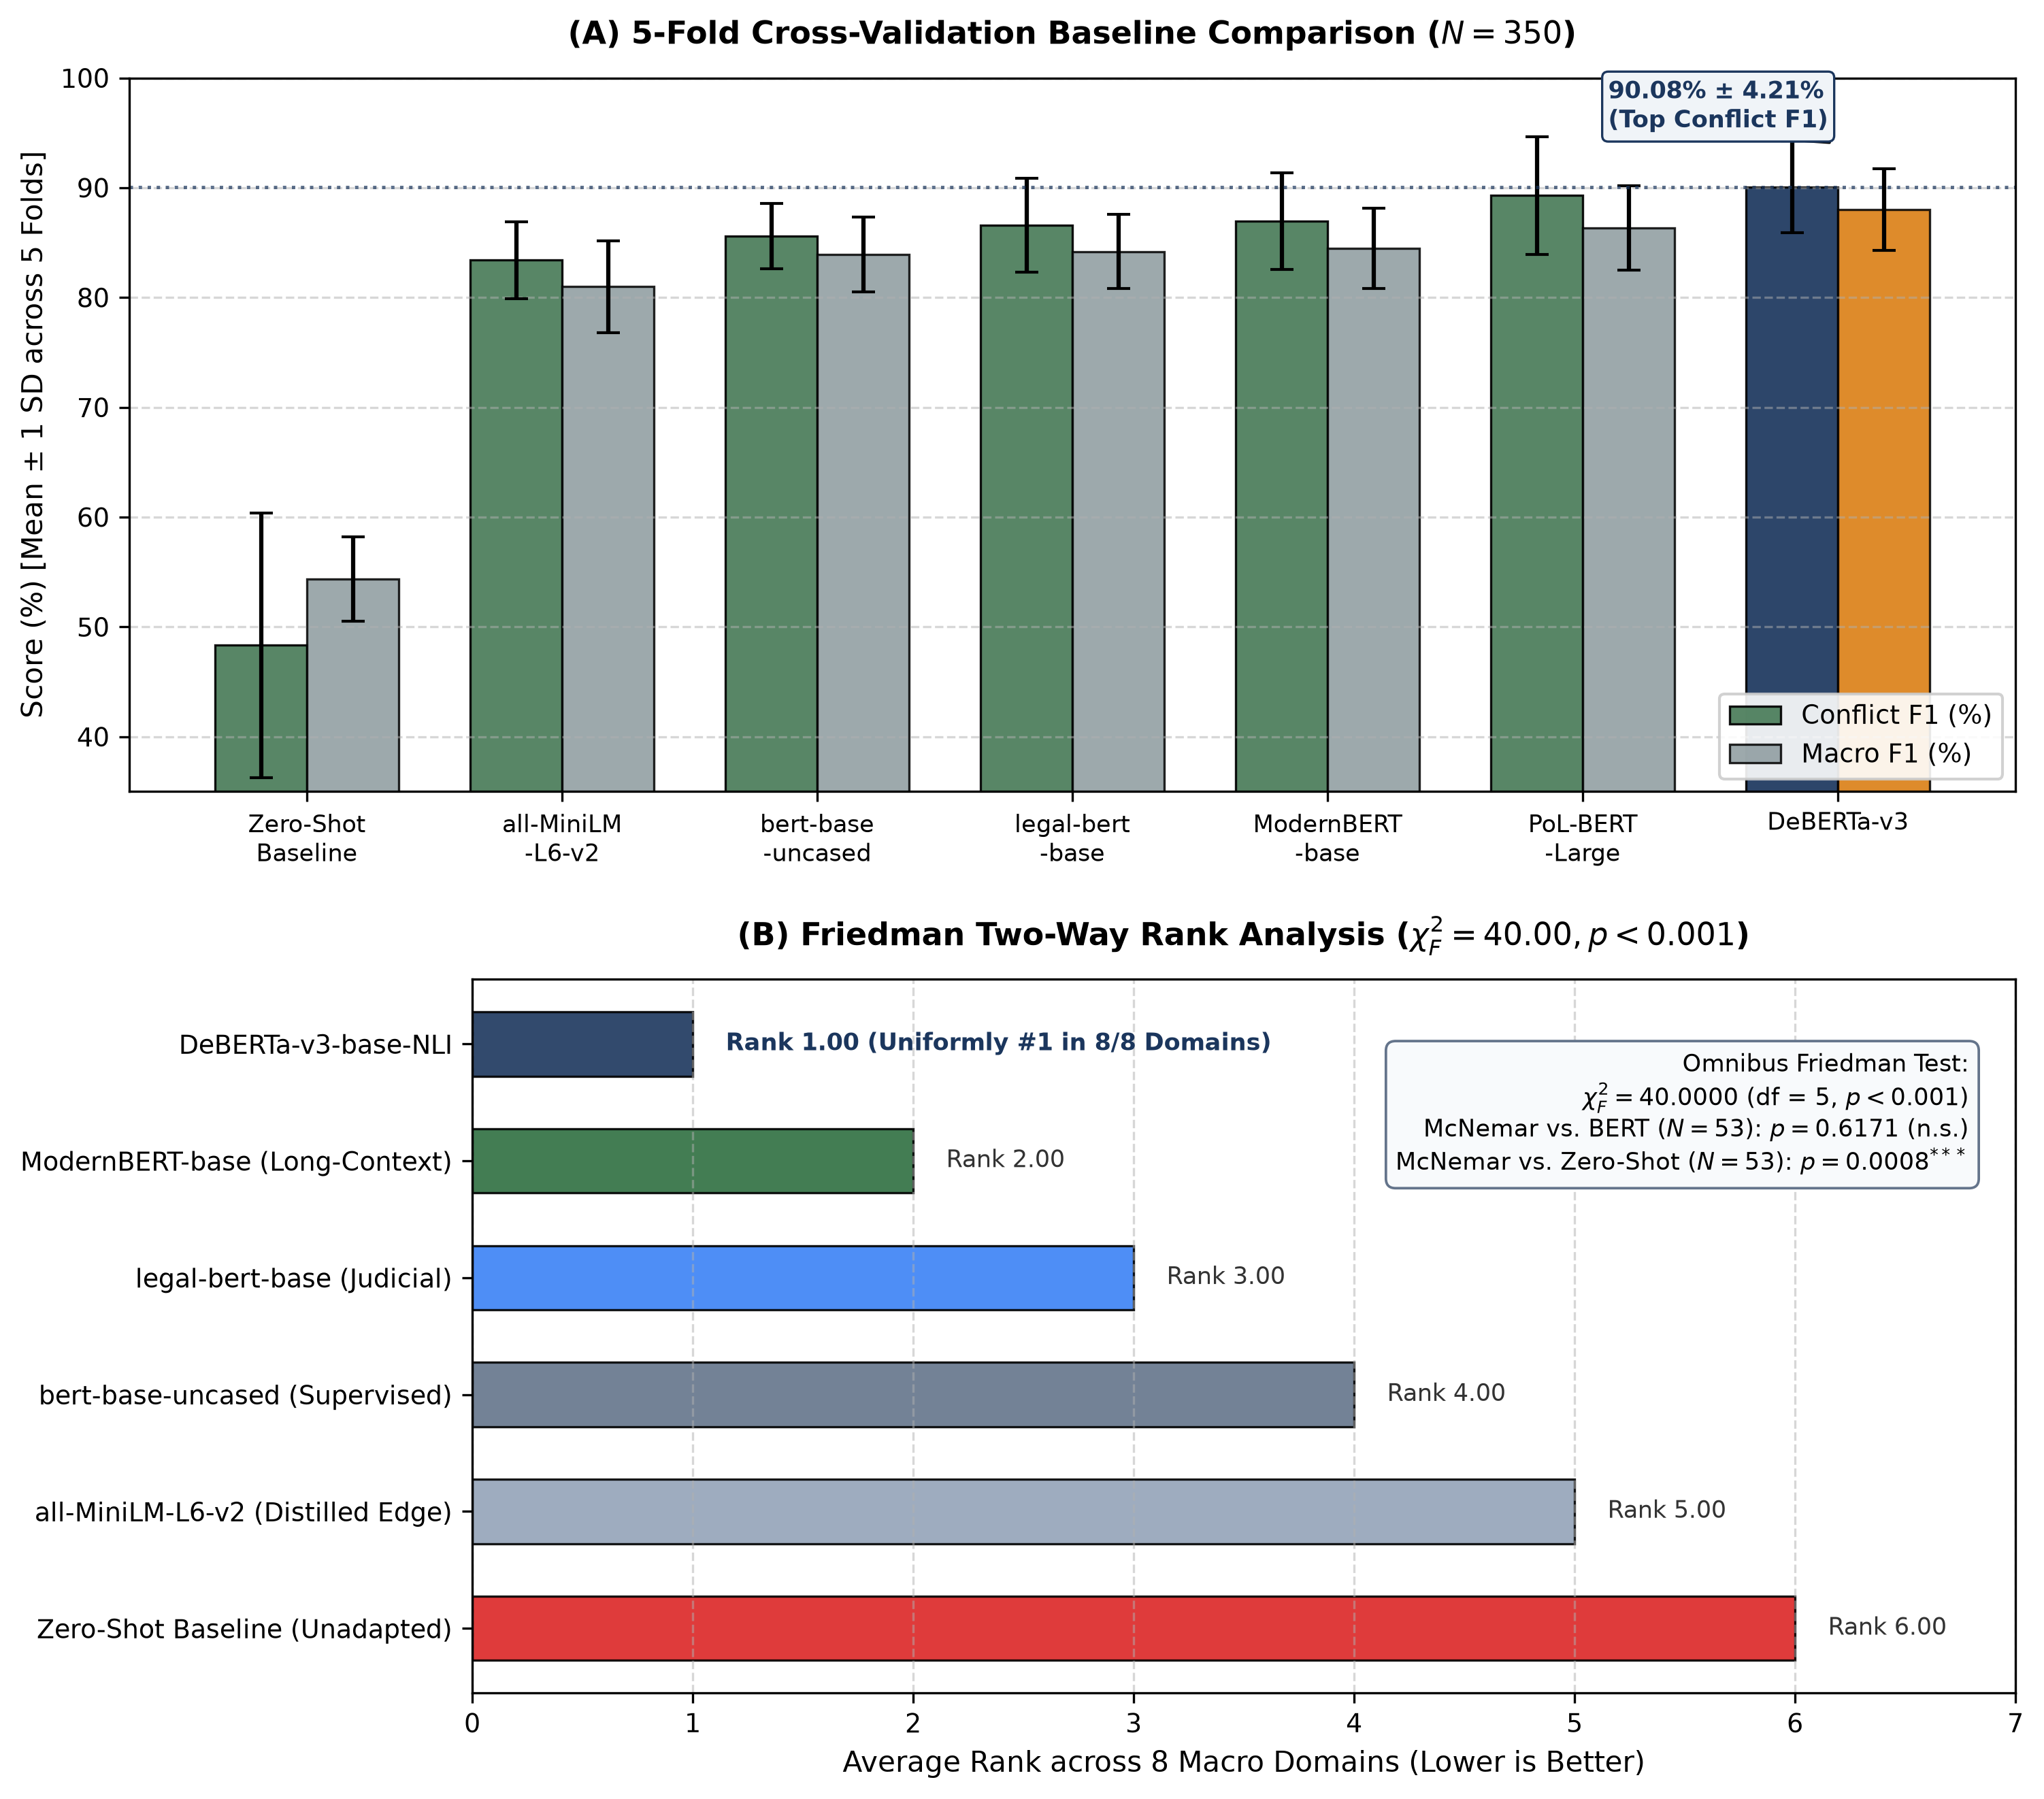 (A) 5-Fold Cross-Validation Baseline Comparison (N = 350)
90.08% ± 4.21%
(Top Conflict F1)
Score (%) [Mean ± 1 SD across 5 Folds]
100
90
80
70
60
50
40
Conflict F1 (%)
Macro F1 (%)
Zero-Shot
Baseline
all-MiniLM
-L6-v2
bert-base
-uncased
legal-bert
-base
ModernBERT
-base
PoL-BERT
-Large
DeBERTa-v3
(B) Friedman Two-Way Rank Analysis (χ²_F = 40.00, p < 0.001)
DeBERTa-v3-base-NLI
Rank 1.00 (Uniformly #1 in 8/8 Domains)
Omnibus Friedman Test:
χ²_F = 40.0000 (df = 5, p < 0.001)
McNemar vs. BERT (N = 53): p = 0.6171 (n.s.)
McNemar vs. Zero-Shot (N = 53): p = 0.0008***
ModernBERT-base (Long-Context)
Rank 2.00
legal-bert-base (Judicial)
Rank 3.00
bert-base-uncased (Supervised)
Rank 4.00
all-MiniLM-L6-v2 (Distilled Edge)
Rank 5.00
Zero-Shot Baseline (Unadapted)
Rank 6.00
0 1 2 3 4 5 6 7
Average Rank across 8 Macro Domains (Lower is Better)